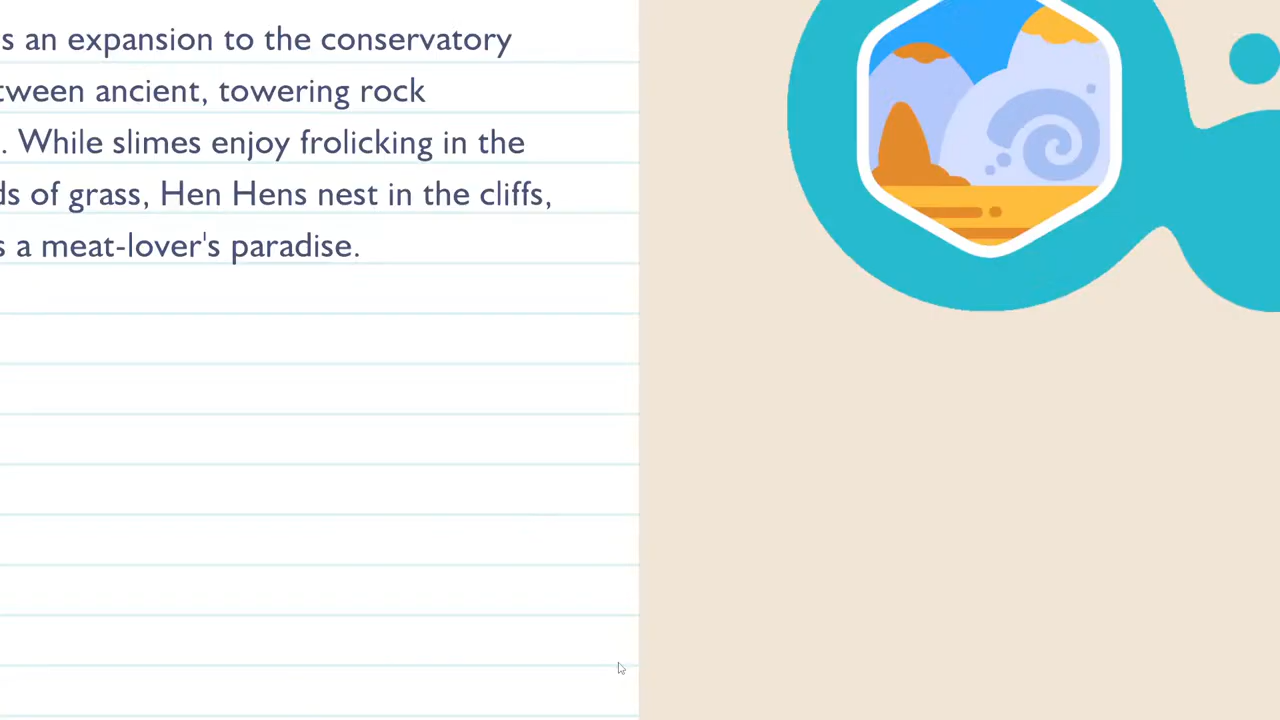 s an expansion to the conservatory
tween ancient, towering rock
. While slimes enjoy frolicking in the
ds of grass, Hen Hens nest in the cliffs,
s a meat-lover's paradise.